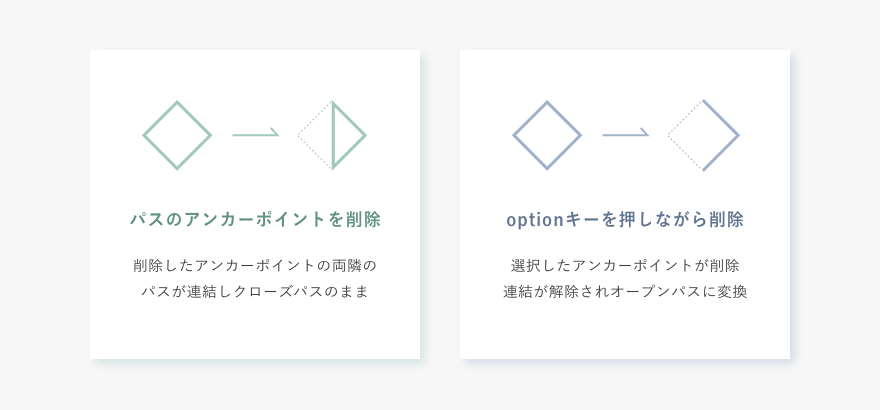 パスのアンカーポイントを削除
削除したアンカーポイントの両隣の
パスが連結しクローズパスのまま
optionキーを押しながら削除
選択したアンカーポイントが削除
連結が解除されオープンパスに変換